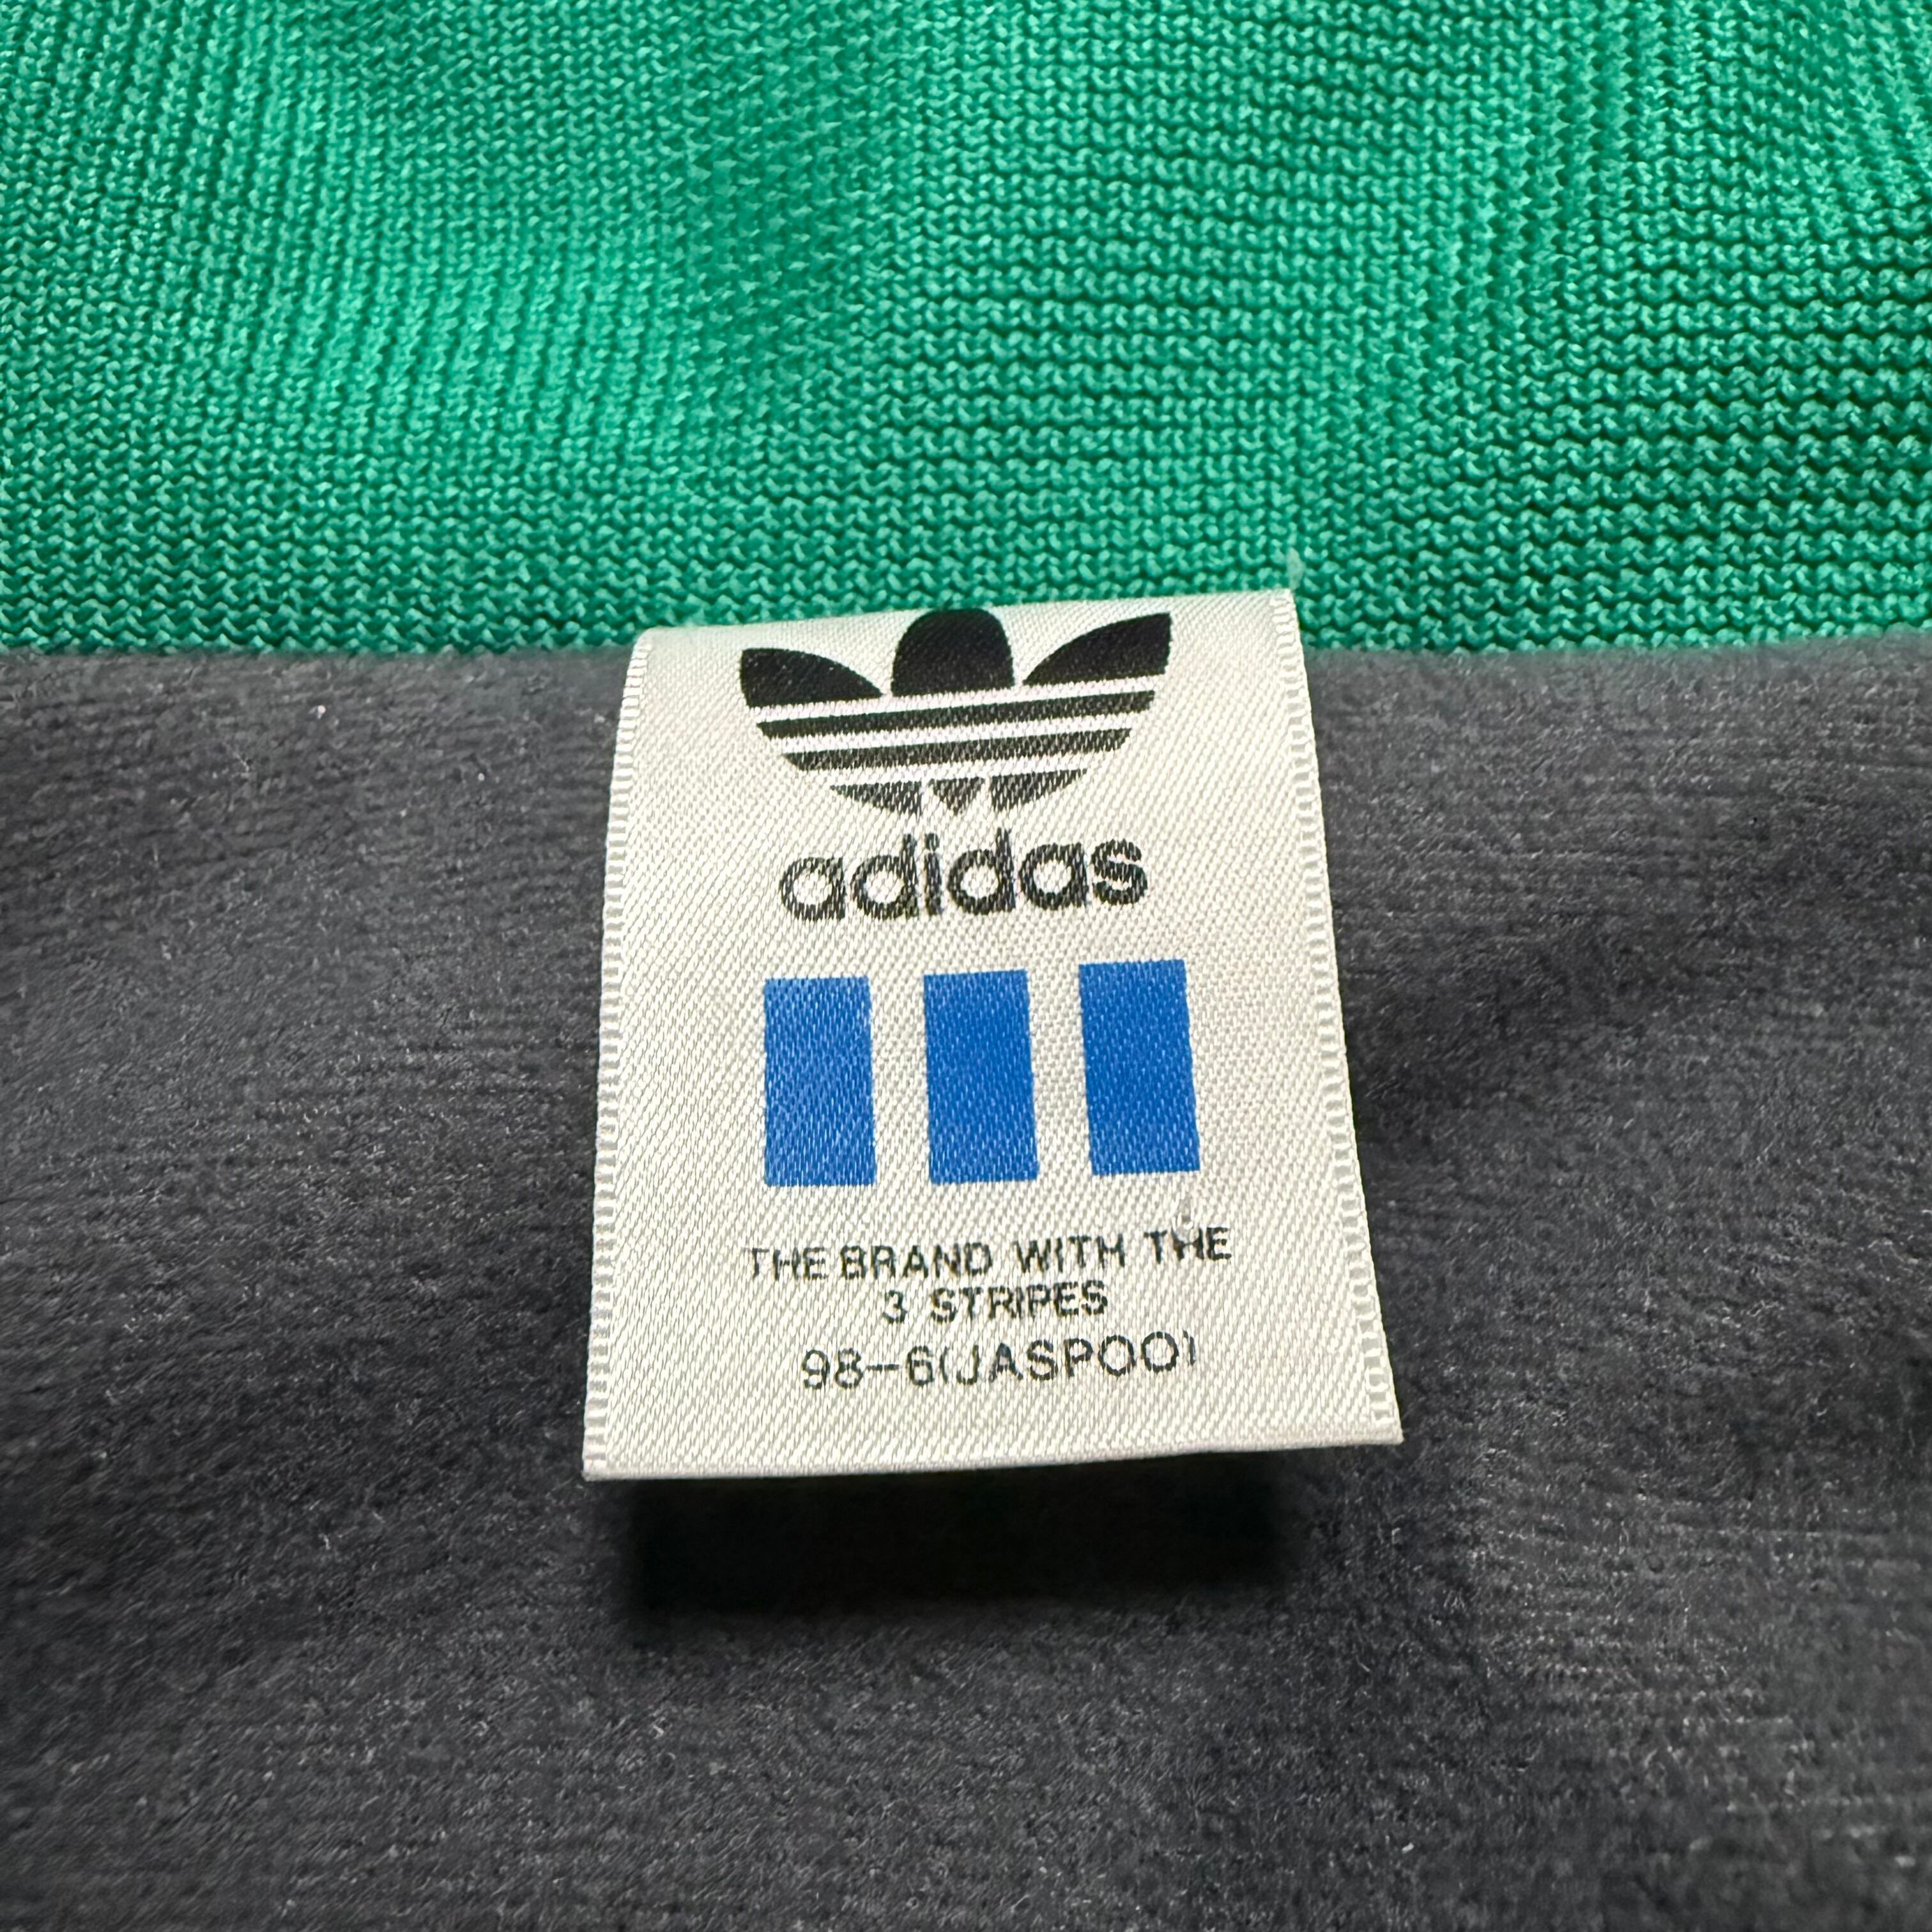 adidas
THE BRAND WITH THE
3 STRIPES
98-6(JASPOO)